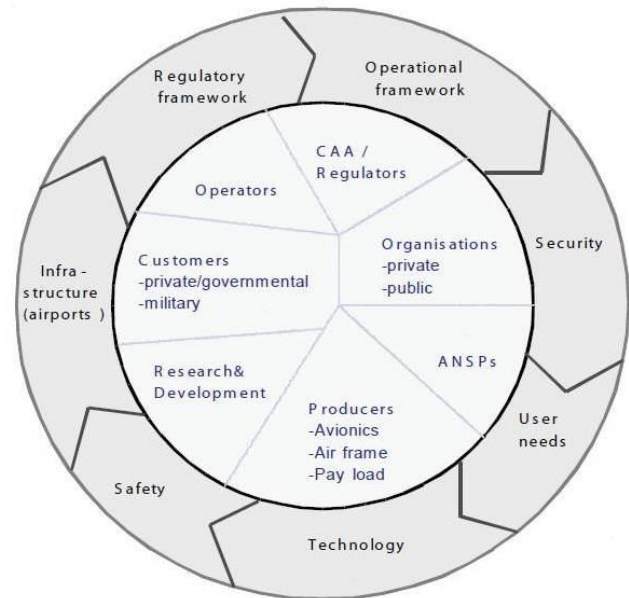 Regulatory
framework
Operational
framework
Security
User
needs
Technology
Safety
Infra -
structure
(airports )
CAA /
Regulators
Operators
Organisations
-private
-public
Customers
-private/governmental
-military
ANSPs
Research&
Development
Producers
-Avionics
-Air frame
-Pay load